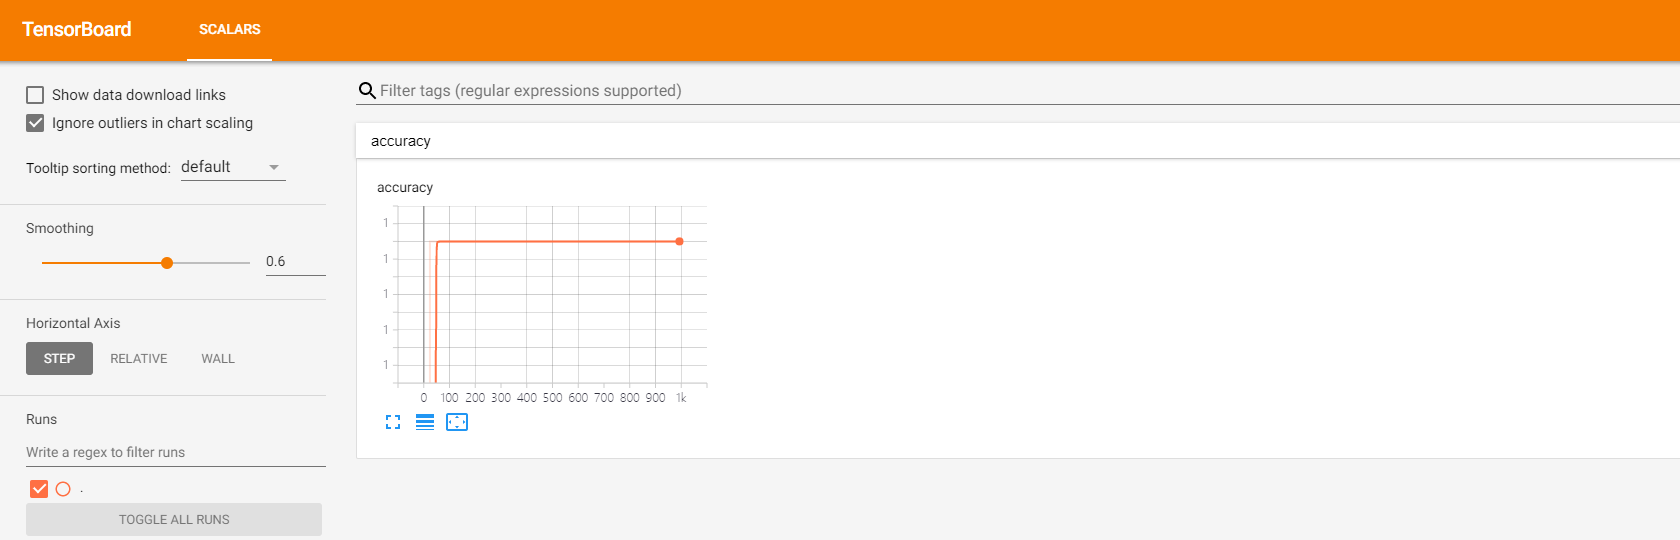 TensorBoard
SCALARS
Show data download links
Ignore outliers in chart scaling
Tooltip sorting method: default
Smoothing
0.6
Horizontal Axis
STEP RELATIVE WALL
Runs
Write a regex to filter runs
.
TOGGLE ALL RUNS
Filter tags (regular expressions supported)
accuracy
accuracy
1
1
1
1
1
0 100 200 300 400 500 600 700 800 900 1k